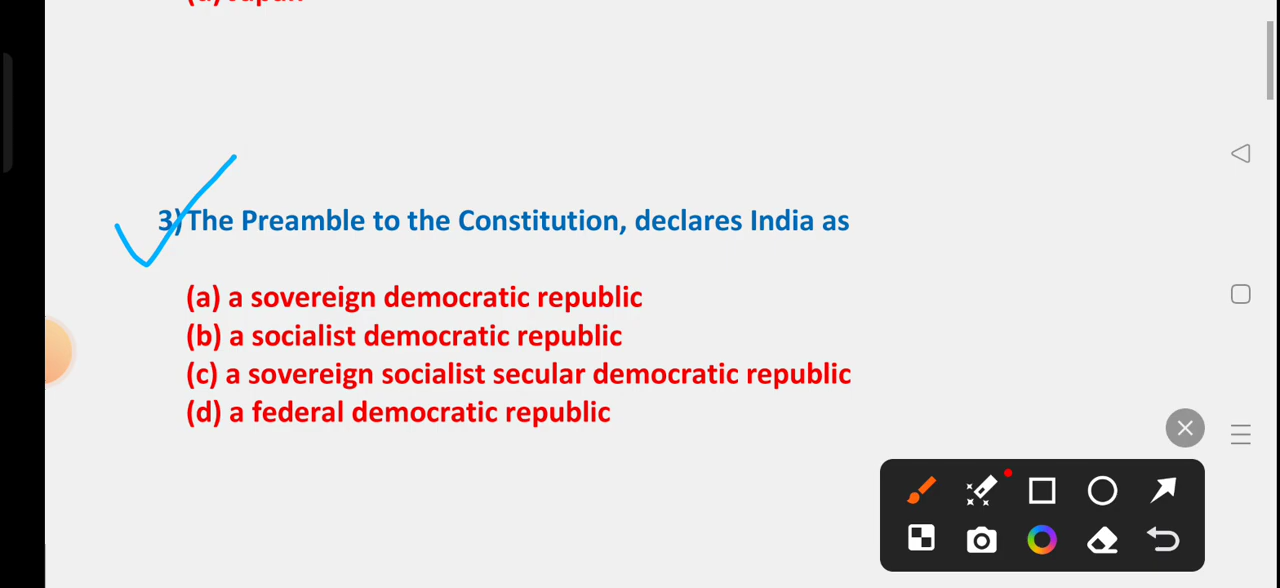 3)The Preamble to the Constitution, declares India as
(a) a sovereign democratic republic
(b) a socialist democratic republic
(c) a sovereign socialist secular democratic republic
(d) a federal democratic republic